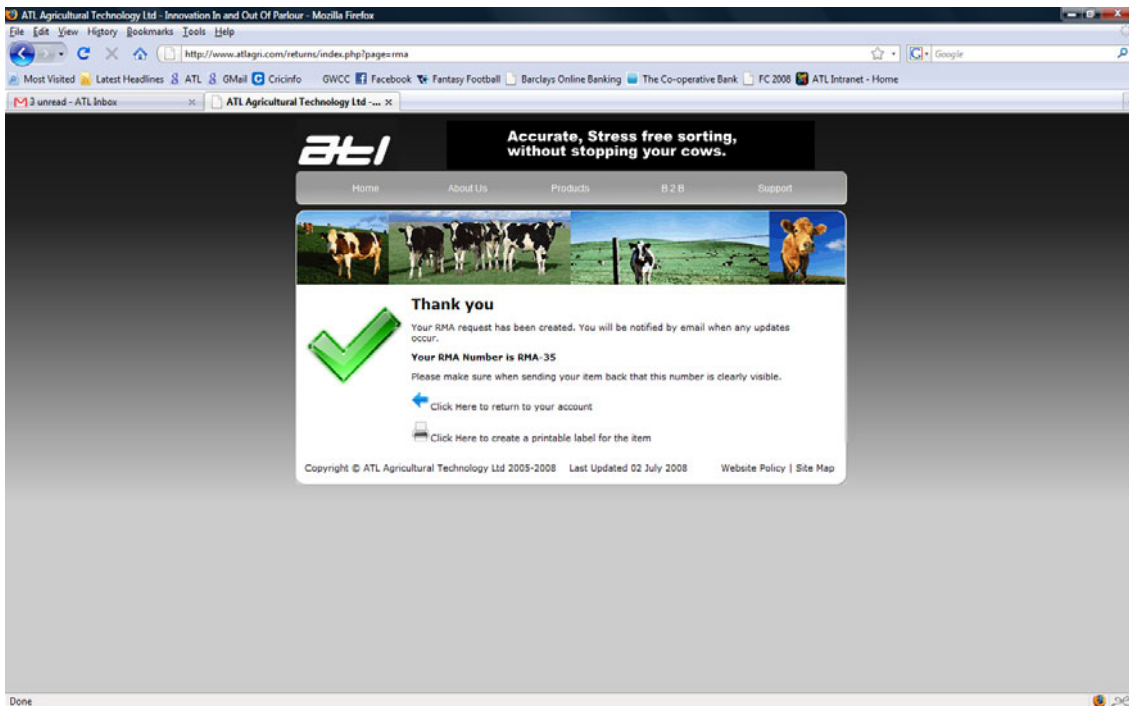 ATL Agricultural Technology Ltd - Innovation In and Out Of Parlour - Mozilla Firefox
File Edit View History Bookmarks Tools Help
http://www.atlagri.com/returns/index.php?page=rma
Google
Most Visited Latest Headlines ATL GMail Cricinfo GWCC Facebook Fantasy Football Barclays Online Banking The Co-operative Bank FC 2008 ATL Intranet - Home
3 unread - ATL Inbox ATL Agricultural Technology Ltd -...
atl
Accurate, Stress free sorting,
without stopping your cows.
Home About Us Products B 2 B Support
Thank you
Your RMA request has been created. You will be notified by email when any updates
occur.
Your RMA Number is RMA-35
Please make sure when sending your item back that this number is clearly visible.
Click Here to return to your account
Click Here to create a printable label for the item
Copyright © ATL Agricultural Technology Ltd 2005-2008 Last Updated 02 July 2008 Website Policy | Site Map
Done